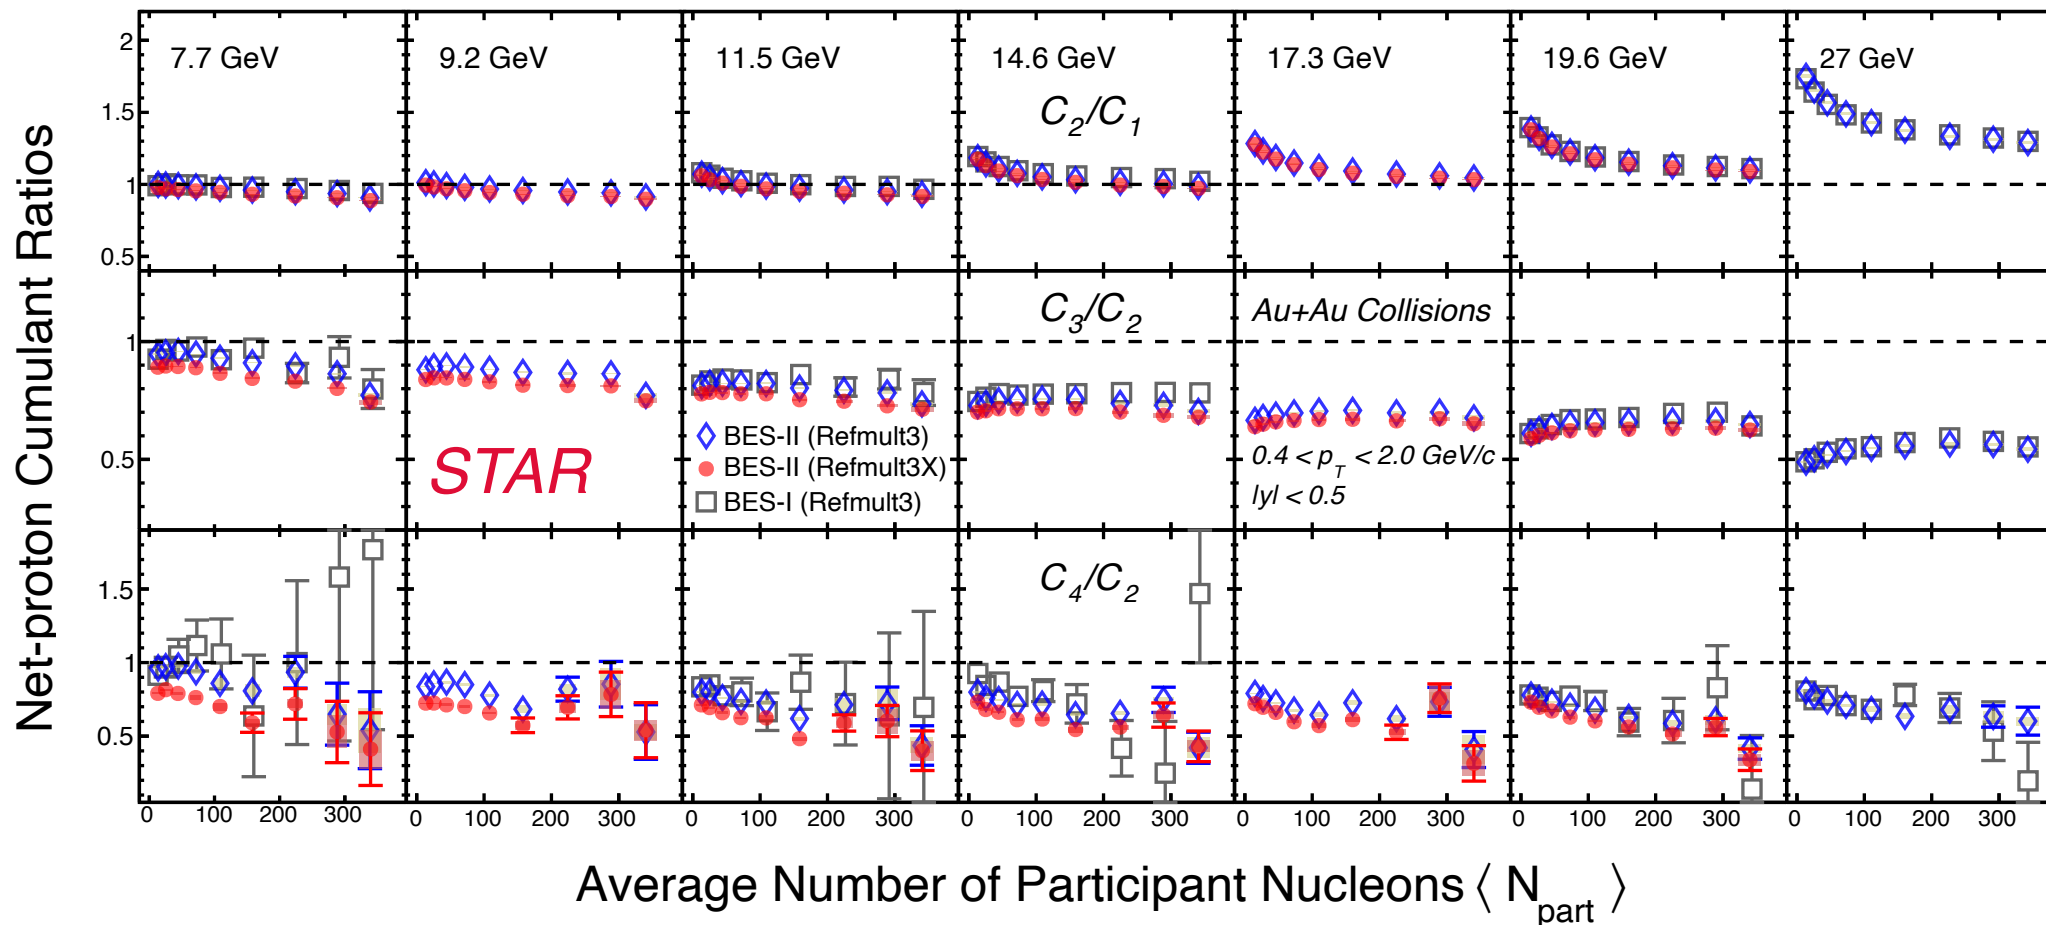 Net-proton Cumulant Ratios
7.7 GeV
9.2 GeV
11.5 GeV
14.6 GeV
17.3 GeV
19.6 GeV
27 GeV
C2/C1
2
1.5
1
0.5
C3/C2
Au+Au Collisions
1
0.5
STAR
BES-II (Refmult3)
BES-II (Refmult3X)
BES-I (Refmult3)
0.4 < pT < 2.0 GeV/c
|y| < 0.5
C4/C2
1.5
1
0.5
0 100 200 300
0 100 200 300
0 100 200 300
0 100 200 300
0 100 200 300
0 100 200 300
0 100 200 300
Average Number of Participant Nucleons ⟨ Npart ⟩